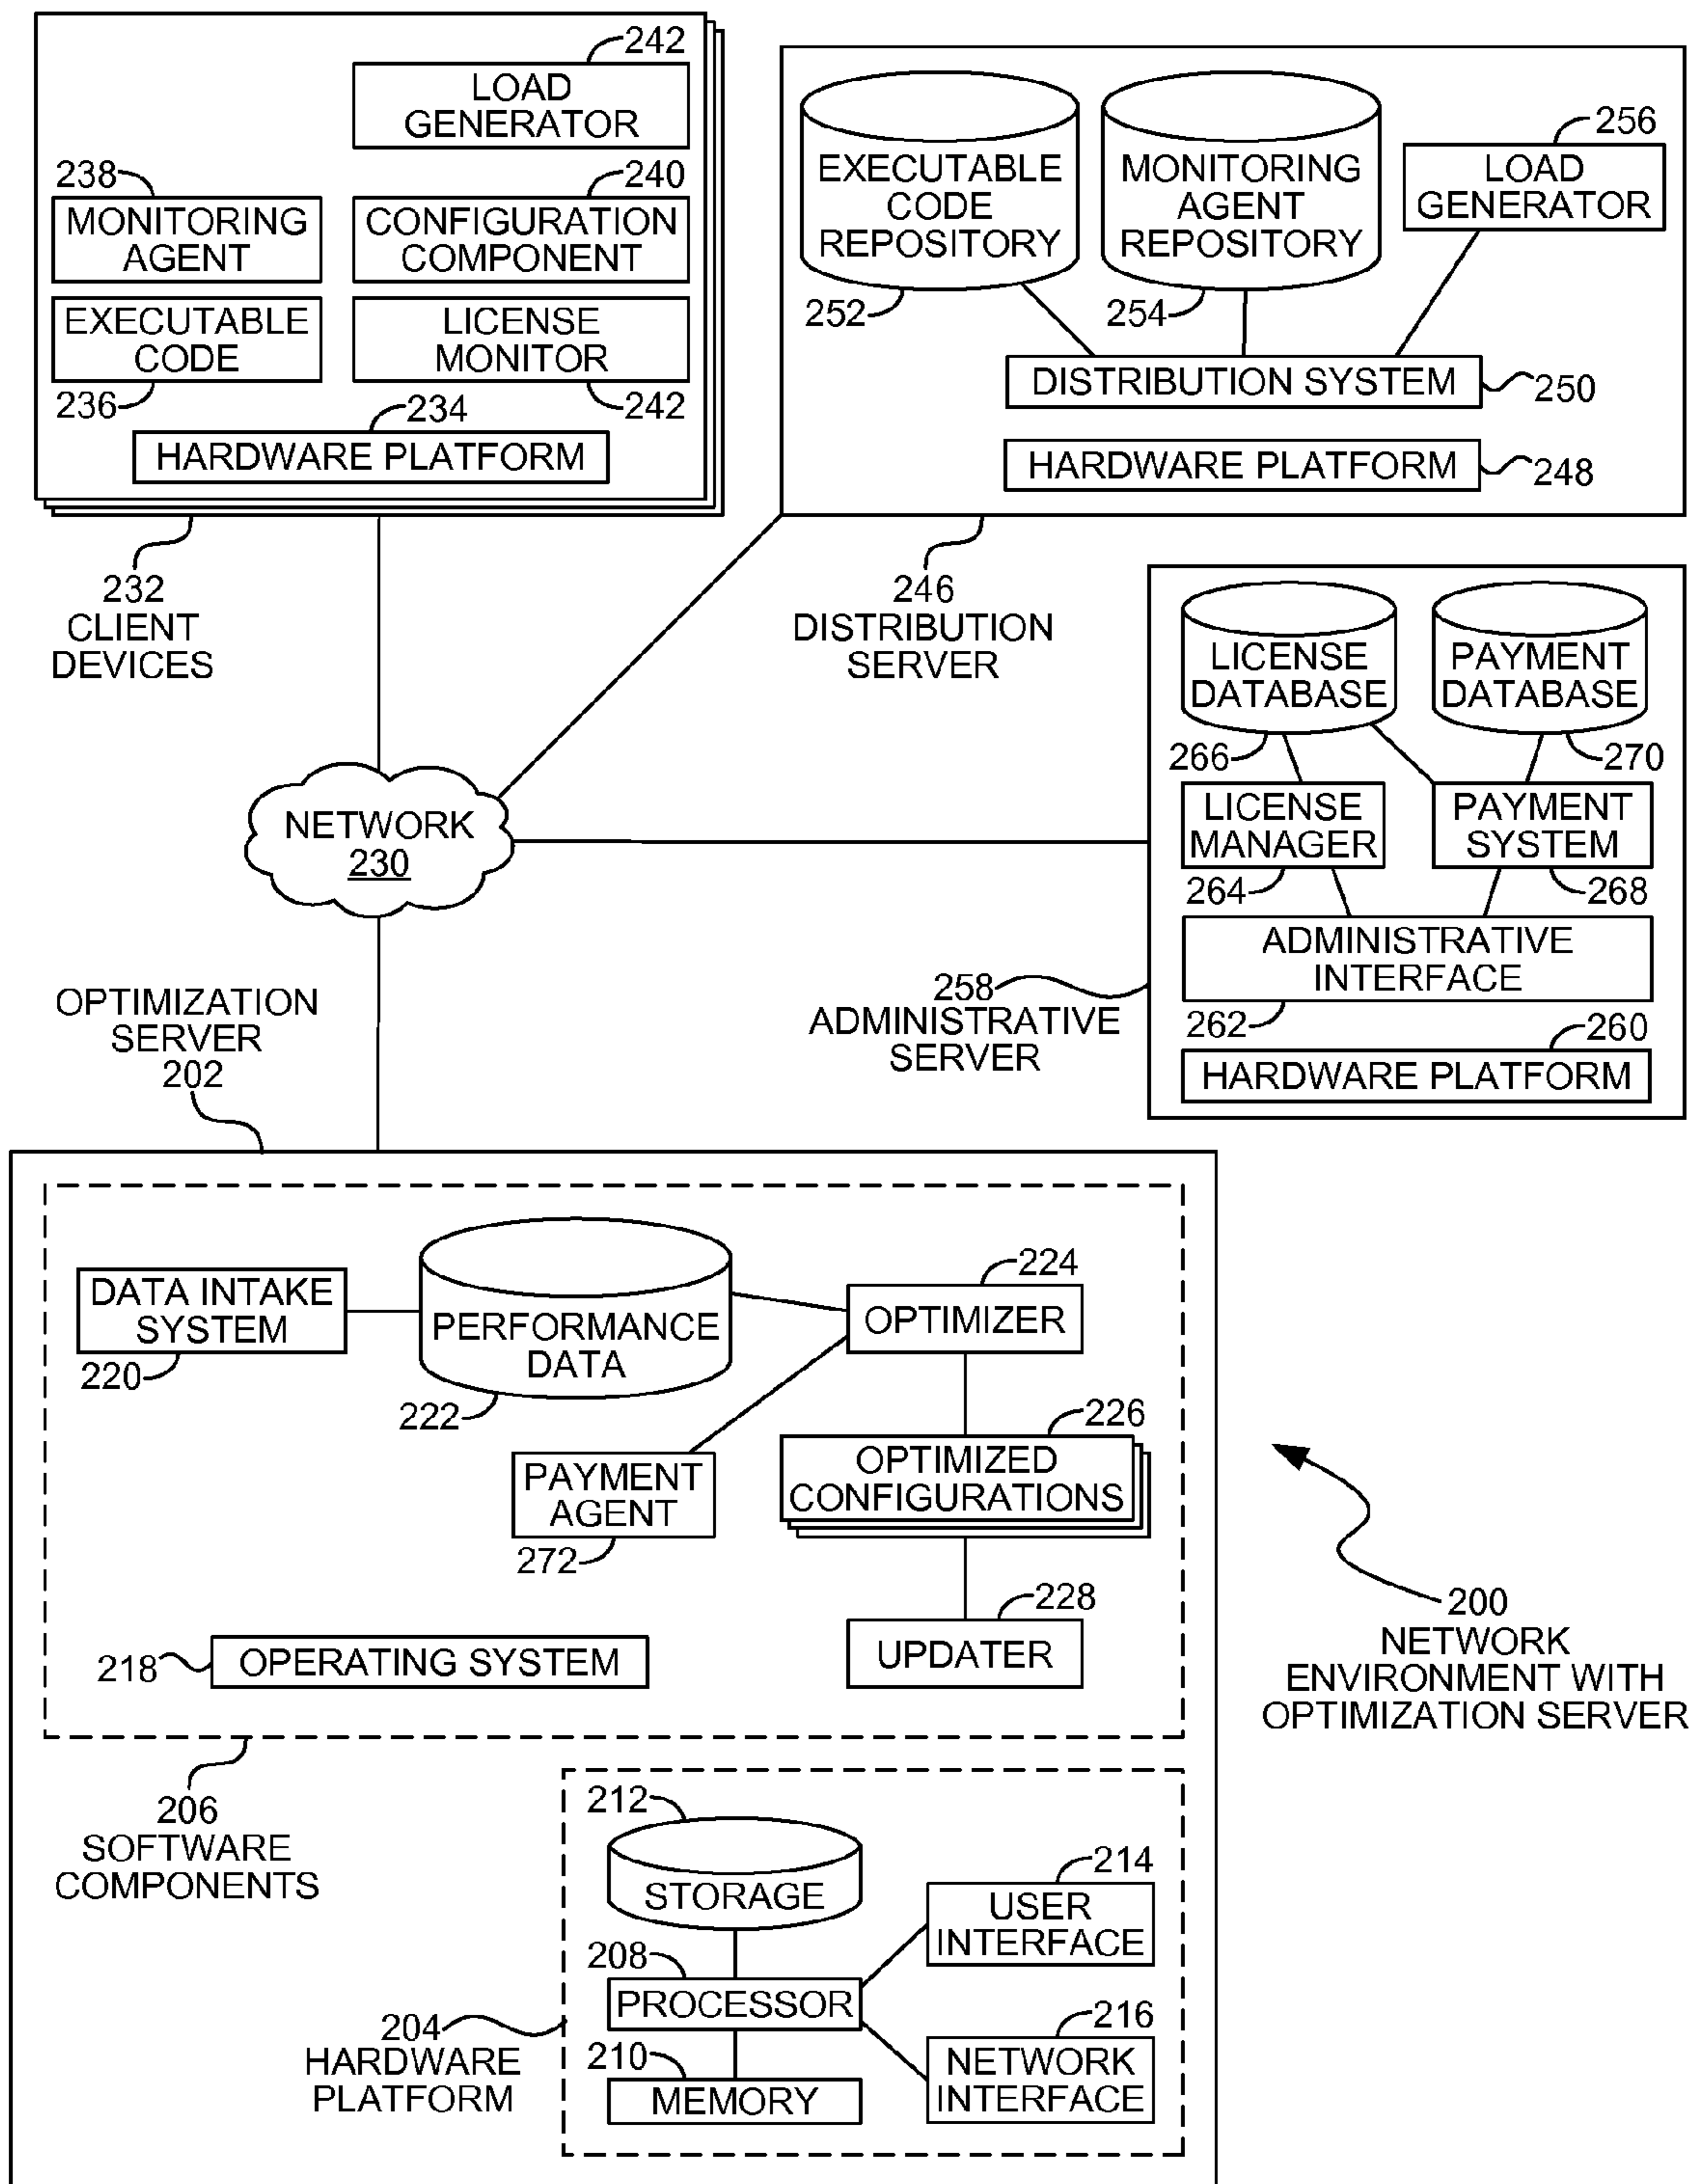 242
LOAD
GENERATOR
238
MONITORING
AGENT
240
CONFIGURATION
COMPONENT
EXECUTABLE
CODE
236
LICENSE
MONITOR
242
234
HARDWARE PLATFORM
232
CLIENT
DEVICES
EXECUTABLE
CODE
REPOSITORY
252
MONITORING
AGENT
REPOSITORY
254
256
LOAD
GENERATOR
DISTRIBUTION SYSTEM
250
HARDWARE PLATFORM
248
246
DISTRIBUTION
SERVER
LICENSE
DATABASE
266
PAYMENT
DATABASE
270
LICENSE
MANAGER
264
PAYMENT
SYSTEM
268
ADMINISTRATIVE
INTERFACE
262
260
HARDWARE PLATFORM
258
ADMINISTRATIVE
SERVER
NETWORK
230
OPTIMIZATION
SERVER
202
DATA INTAKE
SYSTEM
220
PERFORMANCE
DATA
222
224
OPTIMIZER
PAYMENT
AGENT
272
226
OPTIMIZED
CONFIGURATIONS
228
UPDATER
218
OPERATING SYSTEM
206
SOFTWARE
COMPONENTS
200
NETWORK
ENVIRONMENT WITH
OPTIMIZATION SERVER
212
STORAGE
214
USER
INTERFACE
208
PROCESSOR
216
NETWORK
INTERFACE
210
MEMORY
204
HARDWARE
PLATFORM